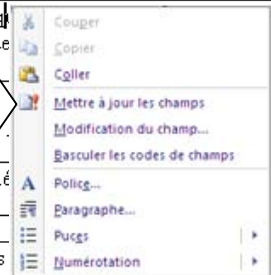 Couper
Copier
Coller
Mettre à jour les champs
Modification du champ...
Basculer les codes de champs
Police...
Paragraphe...
Puces
Numérotation